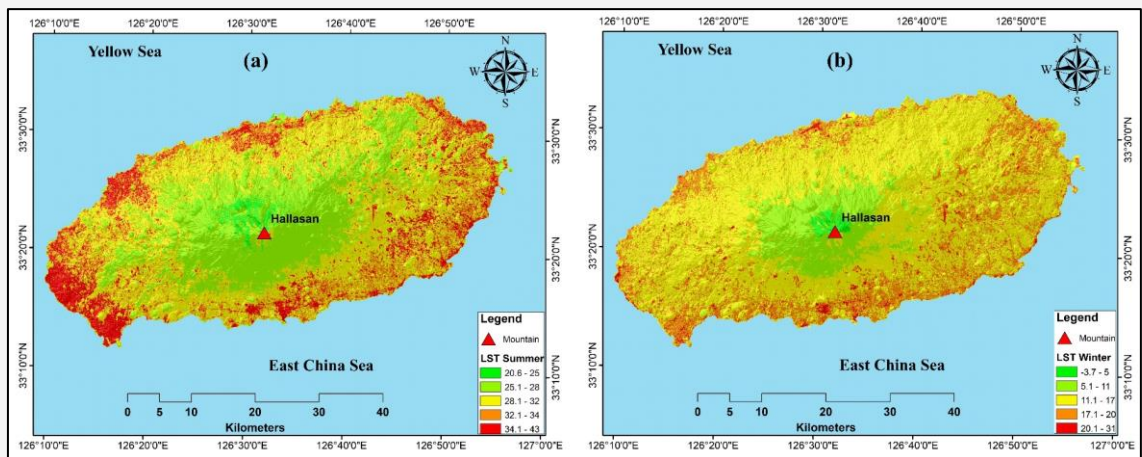 126°10'0"E 126°20'0"E 126°30'0"E 126°40'0"E 126°50'0"E
Yellow Sea
(a)
N
W E
S
33°30'0"N
33°20'0"N
33°10'0"N
33°30'0"N
33°20'0"N
33°10'0"N
Hallasan
East China Sea
0 5 10 20 30 40
Kilometers
Legend
Mountain
LST Summer
20.6 - 25
25.1 - 28
28.1 - 32
32.1 - 34
34.1 - 43
126°10'0"E 126°20'0"E 126°30'0"E 126°40'0"E 126°50'0"E 127°0'0"E
126°10'0"E 126°20'0"E 126°30'0"E 126°40'0"E 126°50'0"E
Yellow Sea
(b)
N
W E
S
33°30'0"N
33°20'0"N
33°10'0"N
33°30'0"N
33°20'0"N
33°10'0"N
Hallasan
East China Sea
0 5 10 20 30 40
Kilometers
Legend
Mountain
LST Winter
-3.7 - 5
5.1 - 11
11.1 - 17
17.1 - 20
20.1 - 31
126°10'0"E 126°20'0"E 126°30'0"E 126°40'0"E 126°50'0"E 127°0'0"E